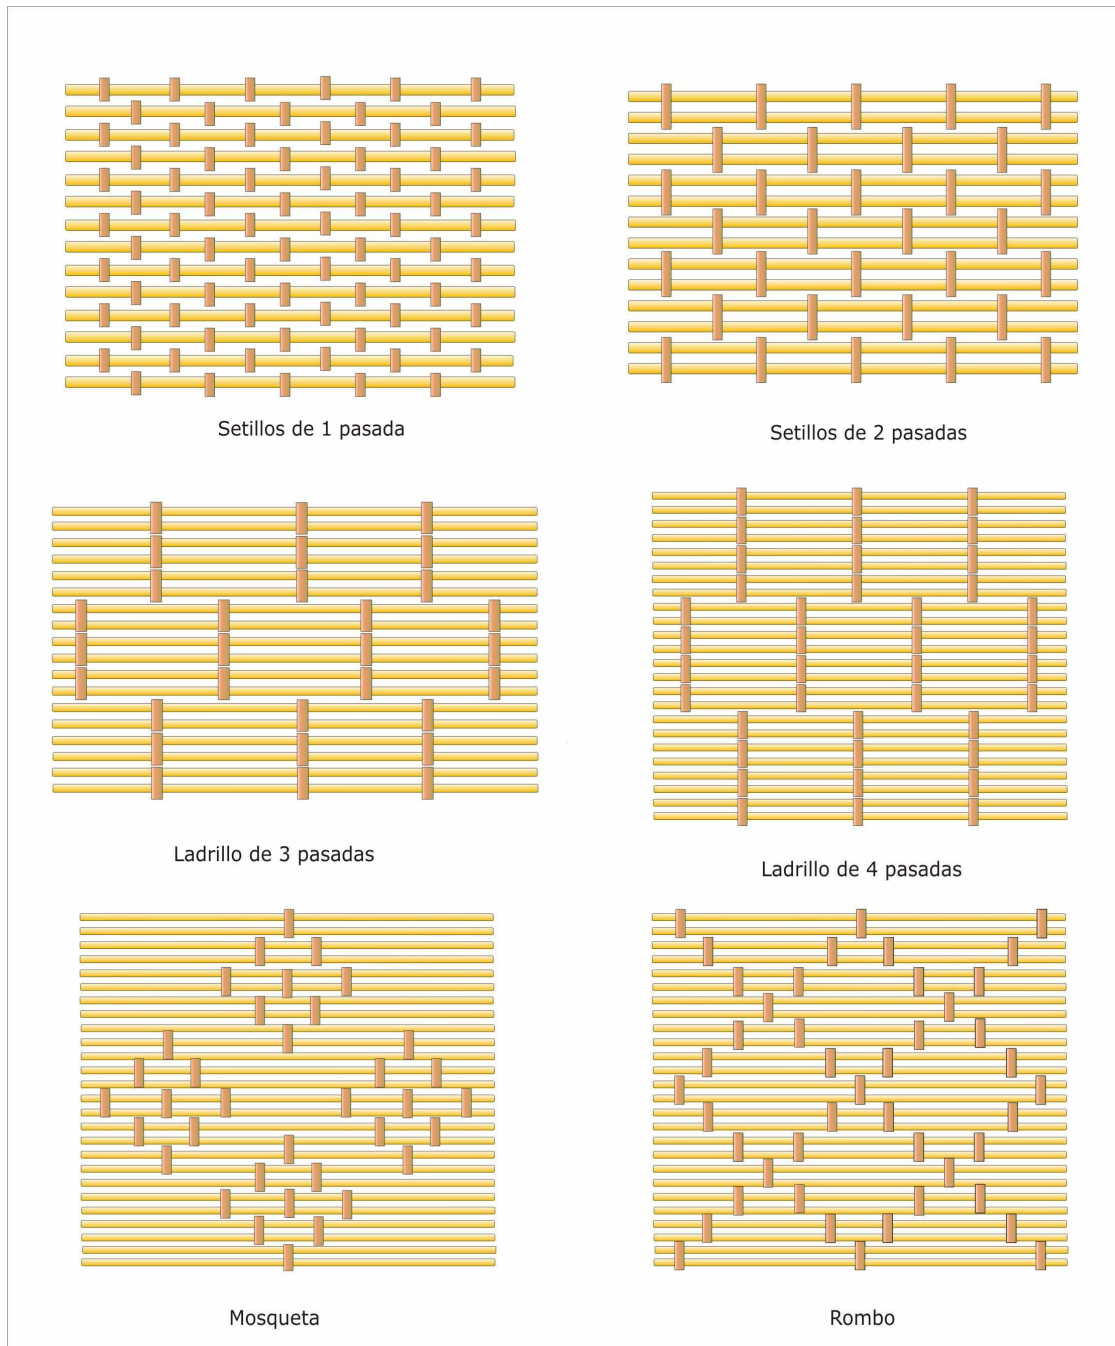 Setillos de 1 pasada
Setillos de 2 pasadas
Ladrillo de 3 pasadas
Ladrillo de 4 pasadas
Mosqueta
Rombo